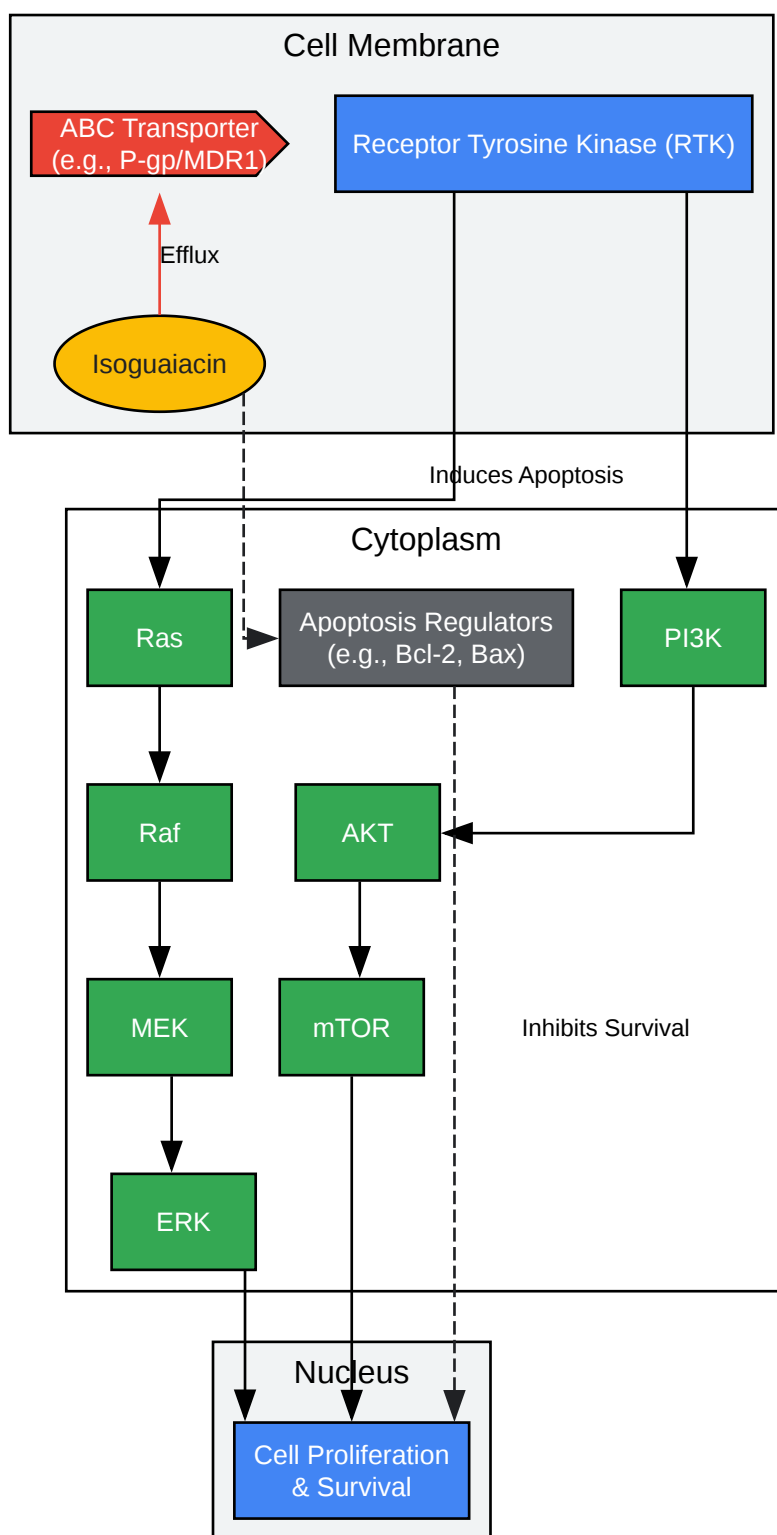 Cell Membrane
ABC Transporter
(e.g., P-gp/MDR1)
Receptor Tyrosine Kinase (RTK)
Efflux
Isoguaiacin
Induces Apoptosis
Cytoplasm
Ras
Apoptosis Regulators
(e.g., Bcl-2, Bax)
PI3K
Raf
AKT
MEK
mTOR
Inhibits Survival
ERK
Nucleus
Cell Proliferation
& Survival